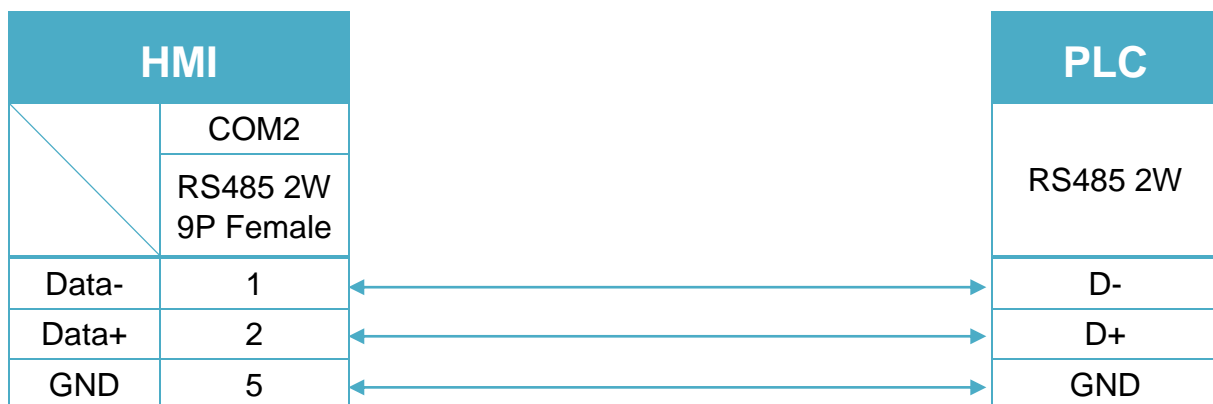 HMI
PLC
COM2
RS485 2W
9P Female
RS485 2W
Data- 1 D-
Data+ 2 D+
GND 5 GND